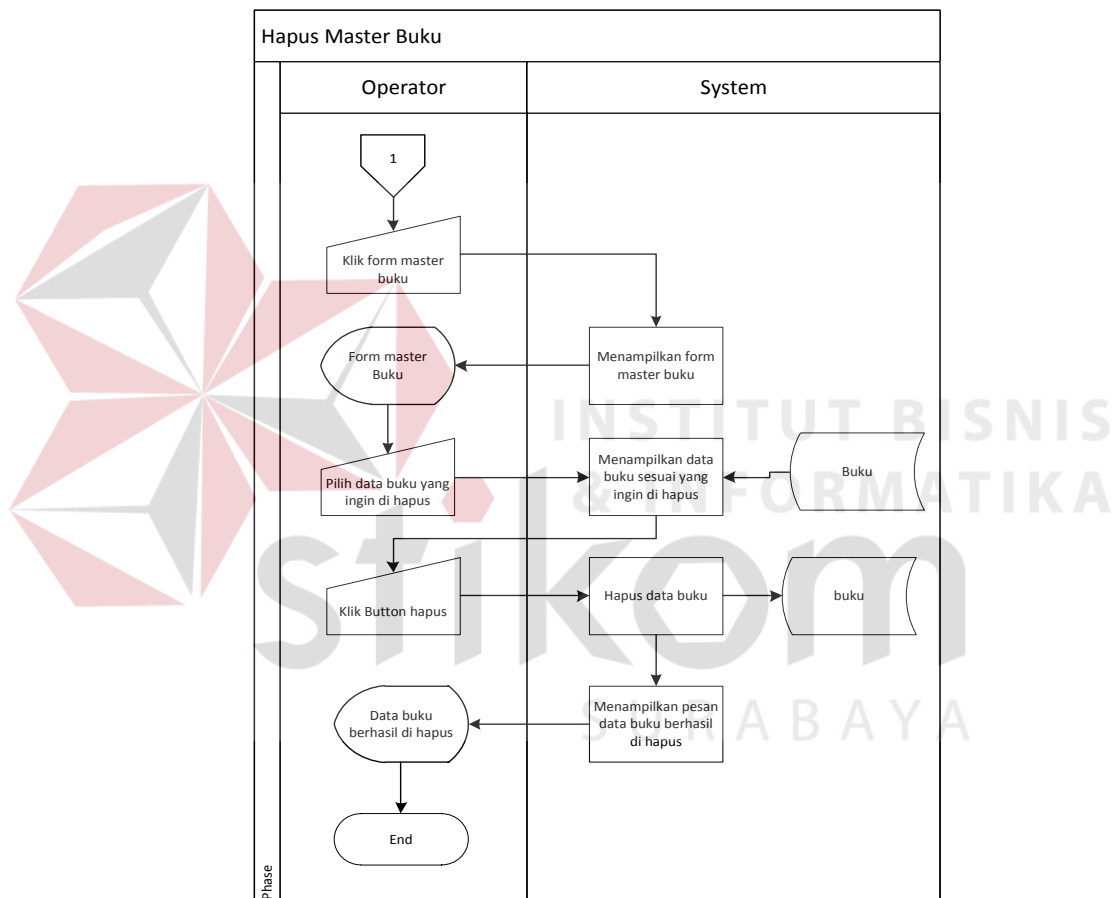 Hapus Master Buku
Operator
System
1
Klik form master
buku
Form master
Buku
Menampilkan form
master buku
Pilih data buku yang
ingin di hapus
Menampilkan data
buku sesuai yang
ingin di hapus
Buku
Klik Button hapus
Hapus data buku
buku
Data buku
berhasil di hapus
Menampilkan pesan
data buku berhasil
di hapus
End
Phase
INSTITUT BISNIS
& INFORMATIKA
stikom
SURABAYA